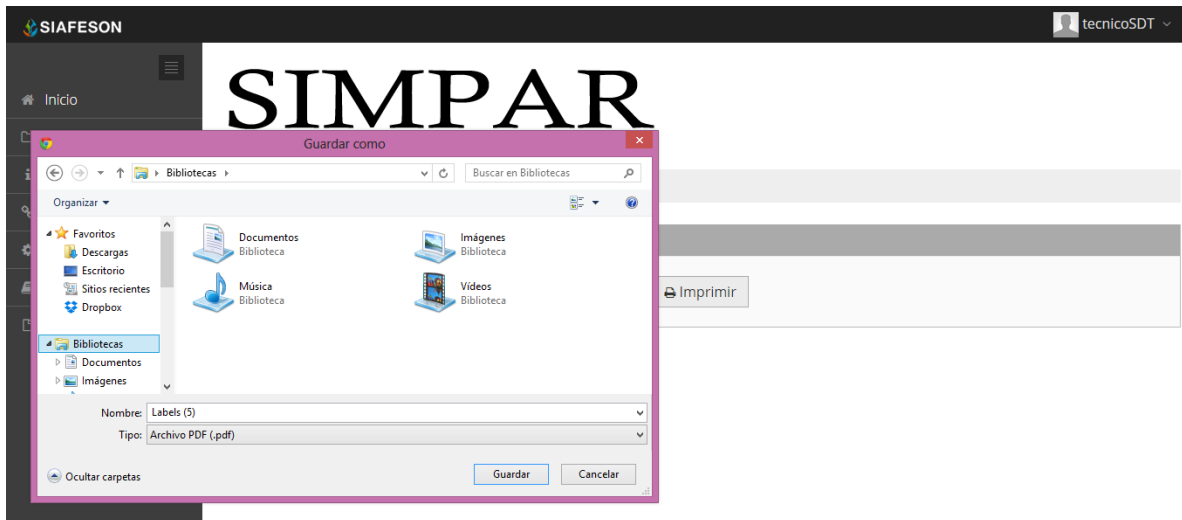 SIAFESON
tecnicoSDT
Inicio
SIMPAR
Guardar como
Bibliotecas
Buscar en Bibliotecas
Organizar
Favoritos
Descargas
Escritorio
Sitios recientes
Dropbox
Bibliotecas
Documentos
Imágenes
Documentos
Biblioteca
Imágenes
Biblioteca
Música
Biblioteca
Vídeos
Biblioteca
Imprimir
Nombre: Labels (5)
Tipo: Archivo PDF (.pdf)
Ocultar carpetas
Guardar
Cancelar